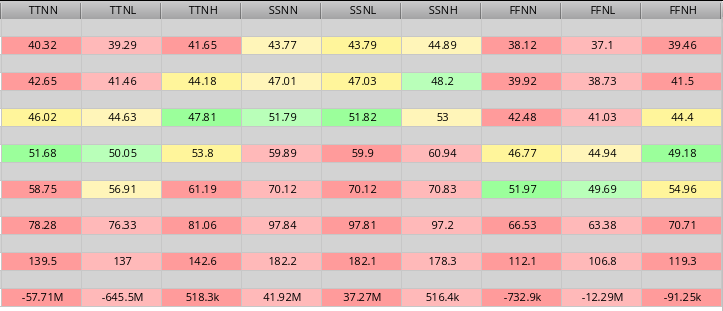 TTNN TTNL TTNH SSNN SSNL SSNH FFNN FFNL FFNH
40.32 39.29 41.65 43.77 43.79 44.89 38.12 37.1 39.46
42.65 41.46 44.18 47.01 47.03 48.2 39.92 38.73 41.5
46.02 44.63 47.81 51.79 51.82 53 42.48 41.03 44.4
51.68 50.05 53.8 59.89 59.9 60.94 46.77 44.94 49.18
58.75 56.91 61.19 70.12 70.12 70.83 51.97 49.69 54.96
78.28 76.33 81.06 97.84 97.81 97.2 66.53 63.38 70.71
139.5 137 142.6 182.2 182.1 178.3 112.1 106.8 119.3
-57.71M -645.5M 518.3k 41.92M 37.27M 516.4k -732.9k -12.29M -91.25k